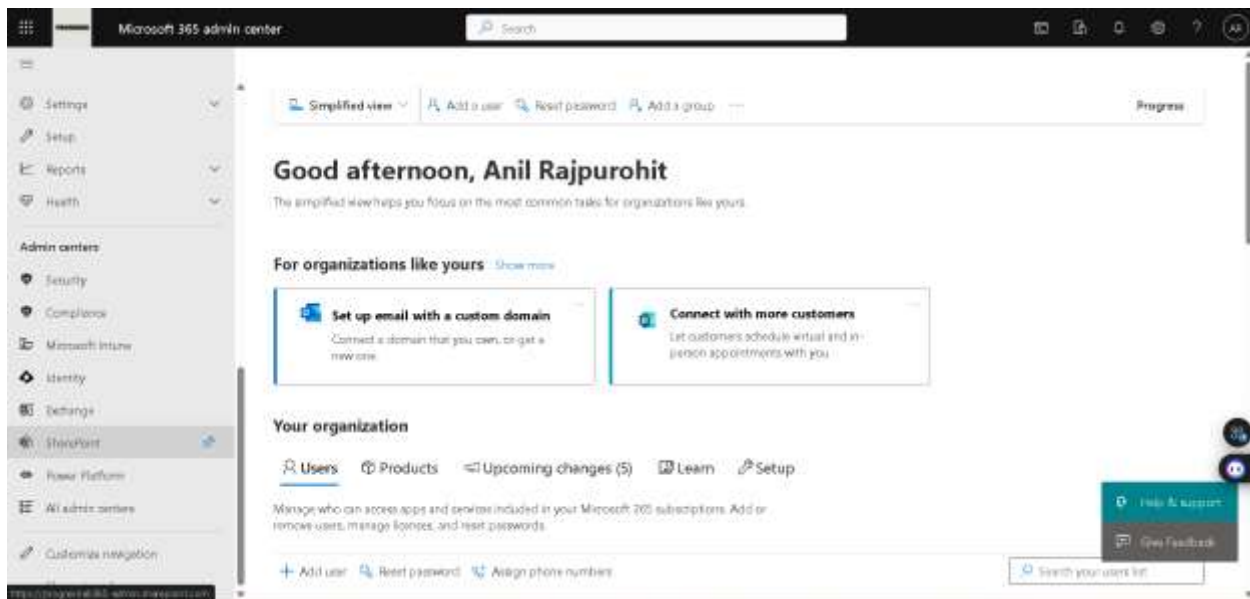 Microsoft 365 admin center
Search
Settings
Setup
Reports
Health
Admin centers
Security
Compliance
Microsoft Intune
Identity
Exchange
SharePoint
Power Platform
All admin centers
Customize navigation
Simplified view
Add a user
Reset password
Add a group
Progress
Good afternoon, Anil Rajpurohit
The simplified view helps you focus on the most common tasks for organizations like yours.
For organizations like yours Show more
Set up email with a custom domain
Connect a domain that you own, or get a
new one.
Connect with more customers
Let customers schedule virtual and in-
person appointments with you
Your organization
Users
Products
Upcoming changes (5)
Learn
Setup
Manage who can access apps and services included in your Microsoft 365 subscriptions. Add or
remove users, manage licenses, and reset passwords.
Add user
Reset password
Assign phone numbers
Search your users list
Help & support
Give Feedback